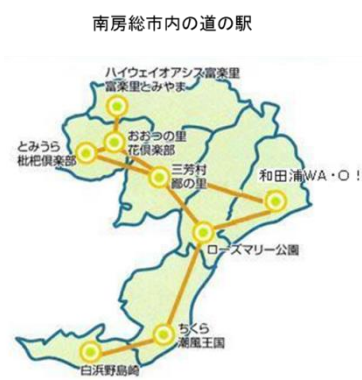 南房総市内の道の駅
ハイウェイオアシス富楽里
富楽里とみやま
おおつの里
花倶楽部
とみうら
枇杷倶楽部
三芳村
鄙の里
和田浦WA・O！
ローズマリー公園
ちくら
潮風王国
白浜野島崎